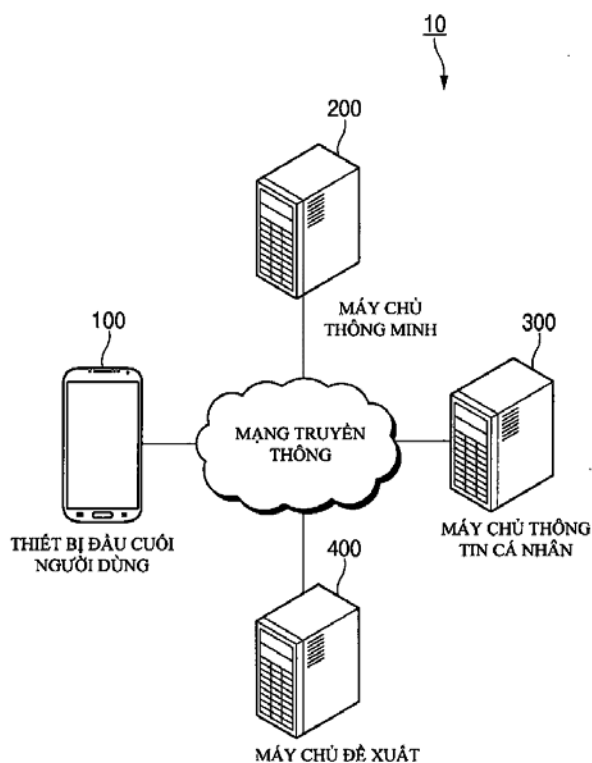 10
200
MÁY CHỦ
THÔNG MINH
100
300
MẠNG TRUYỀN
THÔNG
THIẾT BỊ ĐẦU CUỐI
NGƯỜI DÙNG
MÁY CHỦ THÔNG
TIN CÁ NHÂN
400
MÁY CHỦ ĐỀ XUẤT